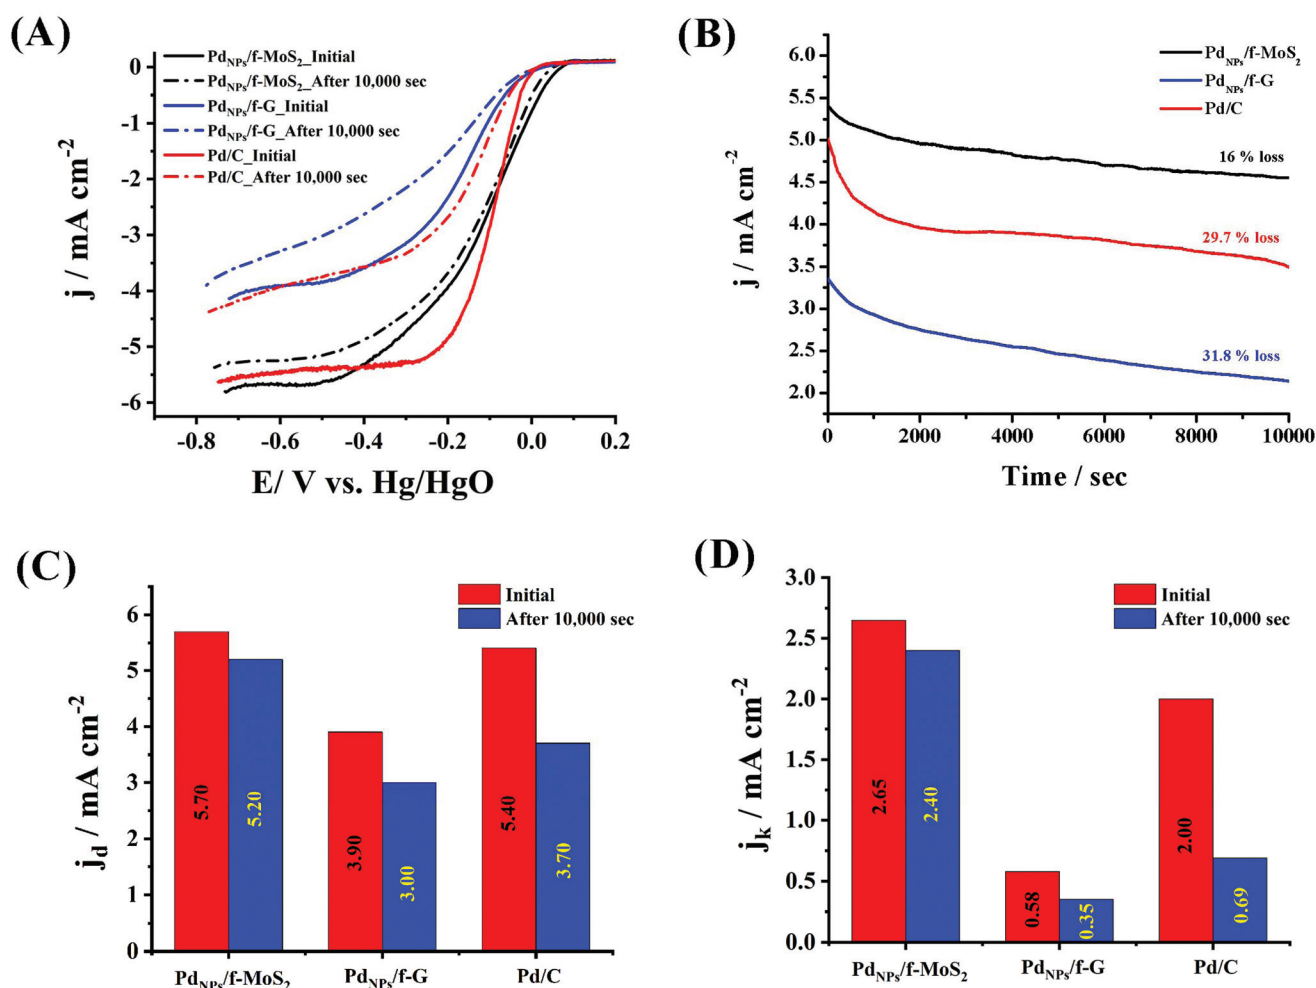 (A)
Pd_NPs/f-MoS₂_Initial
Pd_NPs/f-MoS₂_After 10,000 sec
Pd_NPs/f-G_Initial
Pd_NPs/f-G_After 10,000 sec
Pd/C_Initial
Pd/C_After 10,000 sec
j / mA cm⁻²
0
-1
-2
-3
-4
-5
-6
-0.8 -0.6 -0.4 -0.2 0.0 0.2
E/ V vs. Hg/HgO
(B)
Pd_NPs/f-MoS₂
Pd_NPs/f-G
Pd/C
16 % loss
29.7 % loss
31.8 % loss
j / mA cm⁻²
6.0
5.5
5.0
4.5
4.0
3.5
3.0
2.5
2.0
0 2000 4000 6000 8000 10000
Time / sec
(C)
Initial
After 10,000 sec
j_d / mA cm⁻²
6
5
4
3
2
1
0
5.70 5.20 3.90 3.00 5.40 3.70
Pd_NPs/f-MoS₂ Pd_NPs/f-G Pd/C
(D)
Initial
After 10,000 sec
j_k / mA cm⁻²
3.0
2.5
2.0
1.5
1.0
0.5
0.0
2.65 2.40 0.58 0.35 2.00 0.69
Pd_NPs/f-MoS₂ Pd_NPs/f-G Pd/C